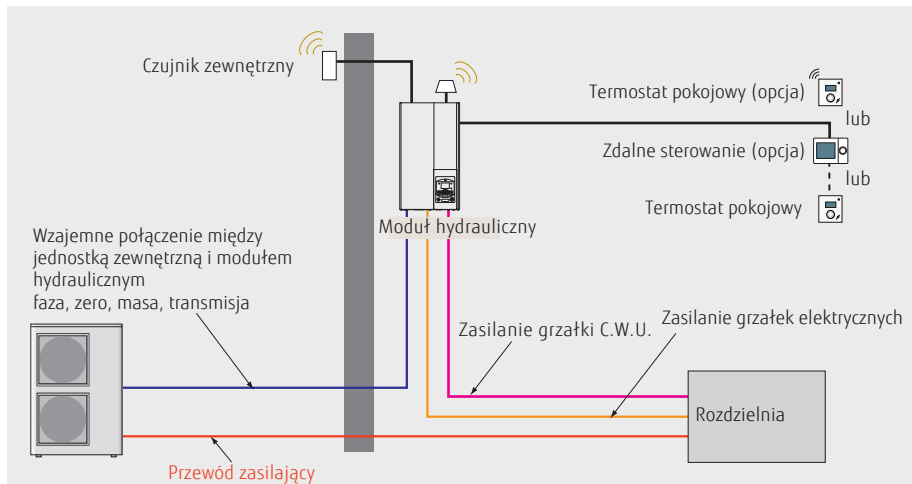 Czujnik zewnętrzny
Termostat pokojowy (opcja)
lub
Zdalne sterowanie (opcja)
lub
Termostat pokojowy
Moduł hydrauliczny
Wzajemne połączenie między
jednostką zewnętrzną i modułem
hydraulicznym
faza, zero, masa, transmisja
Zasilanie grzałki C.W.U.
Zasilanie grzałek elektrycznych
Rozdzielnia
Przewód zasilający